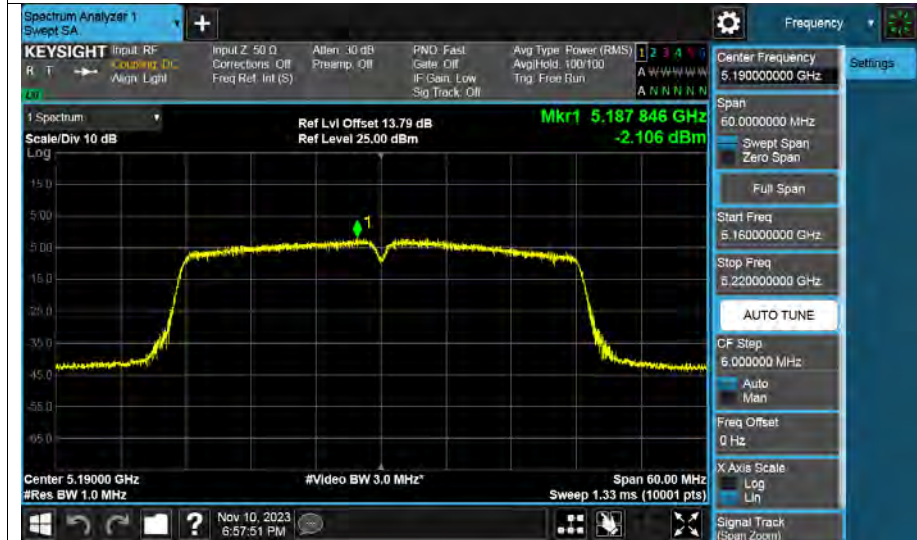 Spectrum Analyzer 1
Swept SA
+
Frequency
KEYSIGHT
R T
Input: RF
Coupling: DC
Align: Light
Input Z: 50 Ω
Corrections: Off
Freq Ref: Int (S)
Atten: 30 dB
Preamp: Off
PNO: Fast
Gate: Off
IF Gain: Low
Sig Track: Off
Avg Type: Power (RMS)
Avg|Hold: 100/100
Trig: Free Run
1 2 3 4 5 6
A W W W W W
A N N N N N
1 Spectrum
Scale/Div 10 dB
Log
Ref Lvl Offset 13.79 dB
Ref Level 25.00 dBm
Mkr1 5.187 846 GHz
-2.106 dBm
15.0
5.00
-5.00
-15.0
-25.0
-35.0
-45.0
-55.0
-65.0
1
Center 5.19000 GHz
#Res BW 1.0 MHz
#Video BW 3.0 MHz*
Span 60.00 MHz
Sweep 1.33 ms (10001 pts)
Nov 10, 2023
6:57:51 PM
?
Center Frequency
5.190000000 GHz
Settings
Span
60.0000000 MHz
Swept Span
Zero Span
Full Span
Start Freq
5.160000000 GHz
Stop Freq
5.220000000 GHz
AUTO TUNE
CF Step
6.000000 MHz
Auto
Man
Freq Offset
0 Hz
X Axis Scale
Log
Lin
Signal Track
(Span Zoom)